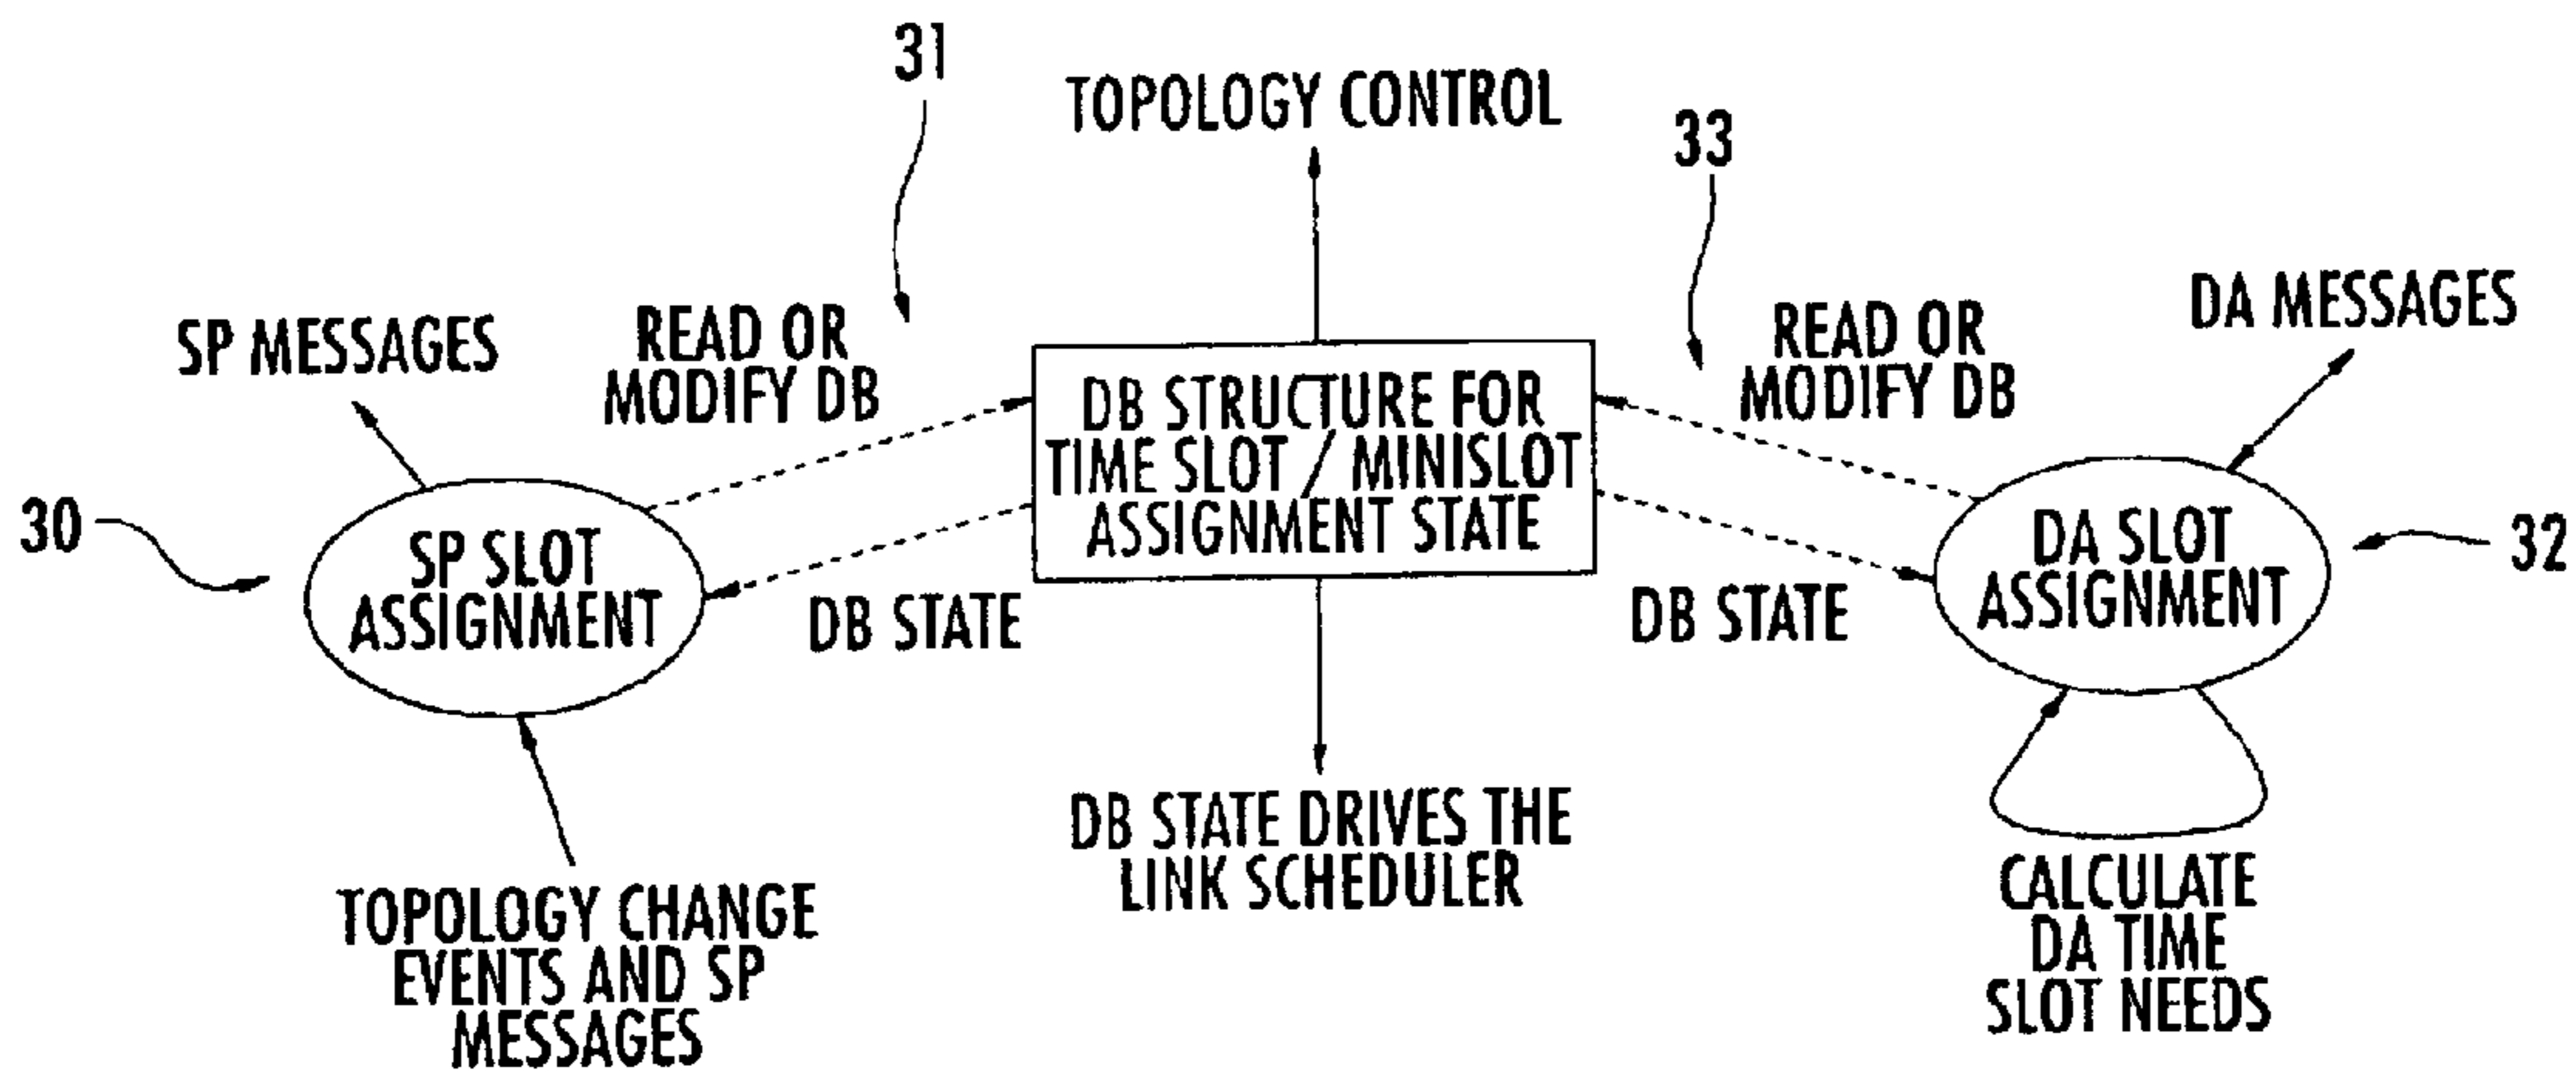 31
TOPOLOGY CONTROL
33
SP MESSAGES
READ OR
MODIFY DB
READ OR
MODIFY DB
DA MESSAGES
DB STRUCTURE FOR
TIME SLOT / MINISLOT
ASSIGNMENT STATE
30
SP SLOT
ASSIGNMENT
DB STATE
DB STATE
DA SLOT
ASSIGNMENT
32
TOPOLOGY CHANGE
EVENTS AND SP
MESSAGES
DB STATE DRIVES THE
LINK SCHEDULER
CALCULATE
DA TIME
SLOT NEEDS